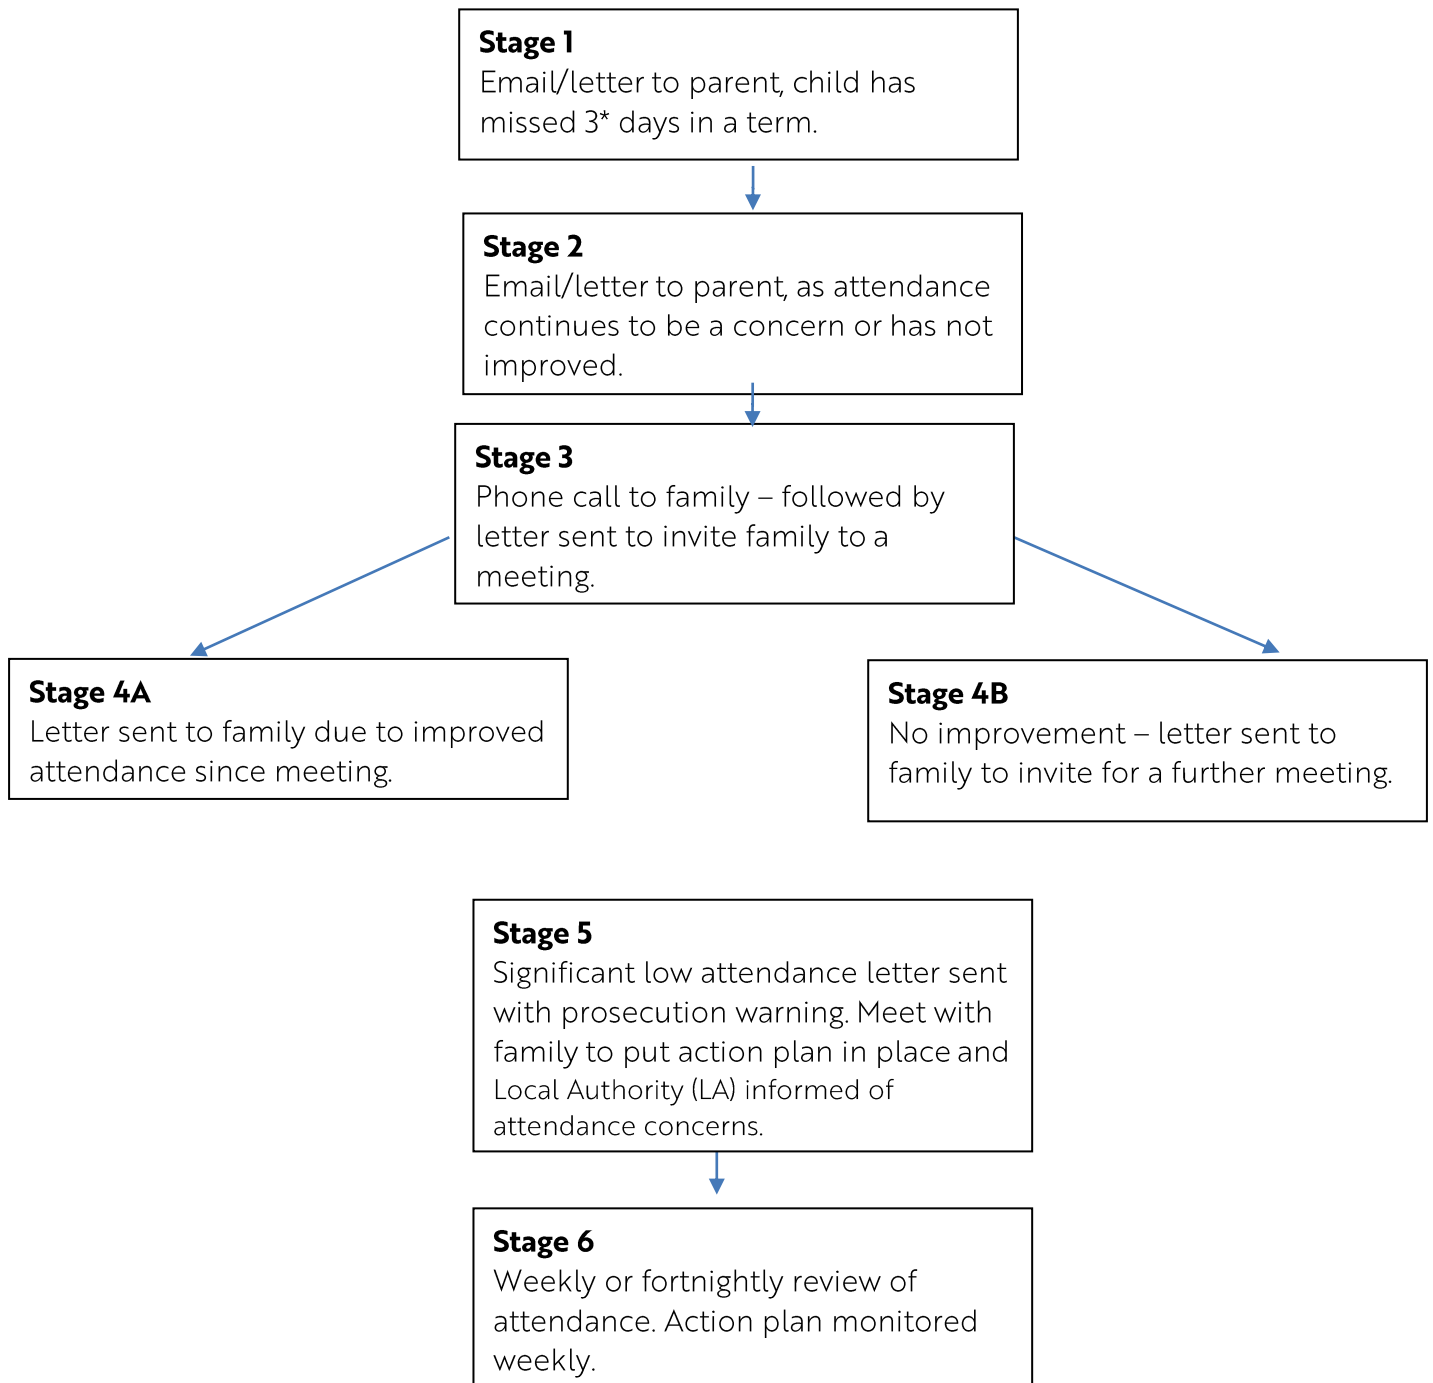 Stage 1
Email/letter to parent, child has
missed 3* days in a term.
Stage 2
Email/letter to parent, as attendance
continues to be a concern or has not
improved.
Stage 3
Phone call to family – followed by
letter sent to invite family to a
meeting.
Stage 4A
Letter sent to family due to improved
attendance since meeting.
Stage 4B
No improvement – letter sent to
family to invite for a further meeting.
Stage 5
Significant low attendance letter sent
with prosecution warning. Meet with
family to put action plan in place and
Local Authority (LA) informed of
attendance concerns.
Stage 6
Weekly or fortnightly review of
attendance. Action plan monitored
weekly.